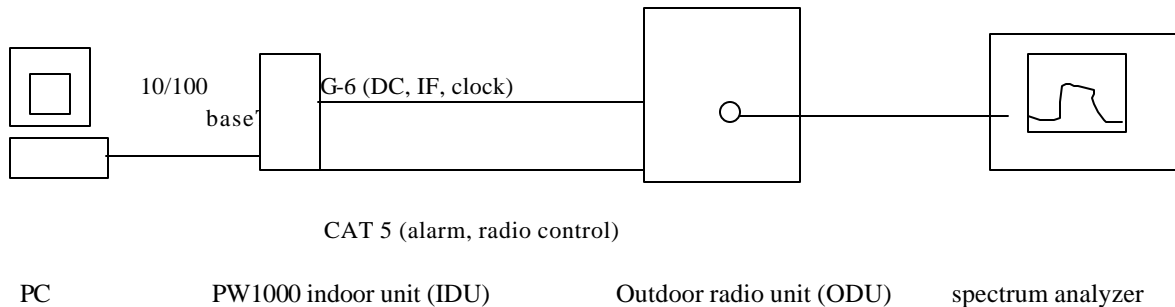 10/100
G-6 (DC, IF, clock)
base
CAT 5 (alarm, radio control)
PC PW1000 indoor unit (IDU) Outdoor radio unit (ODU) spectrum analyzer